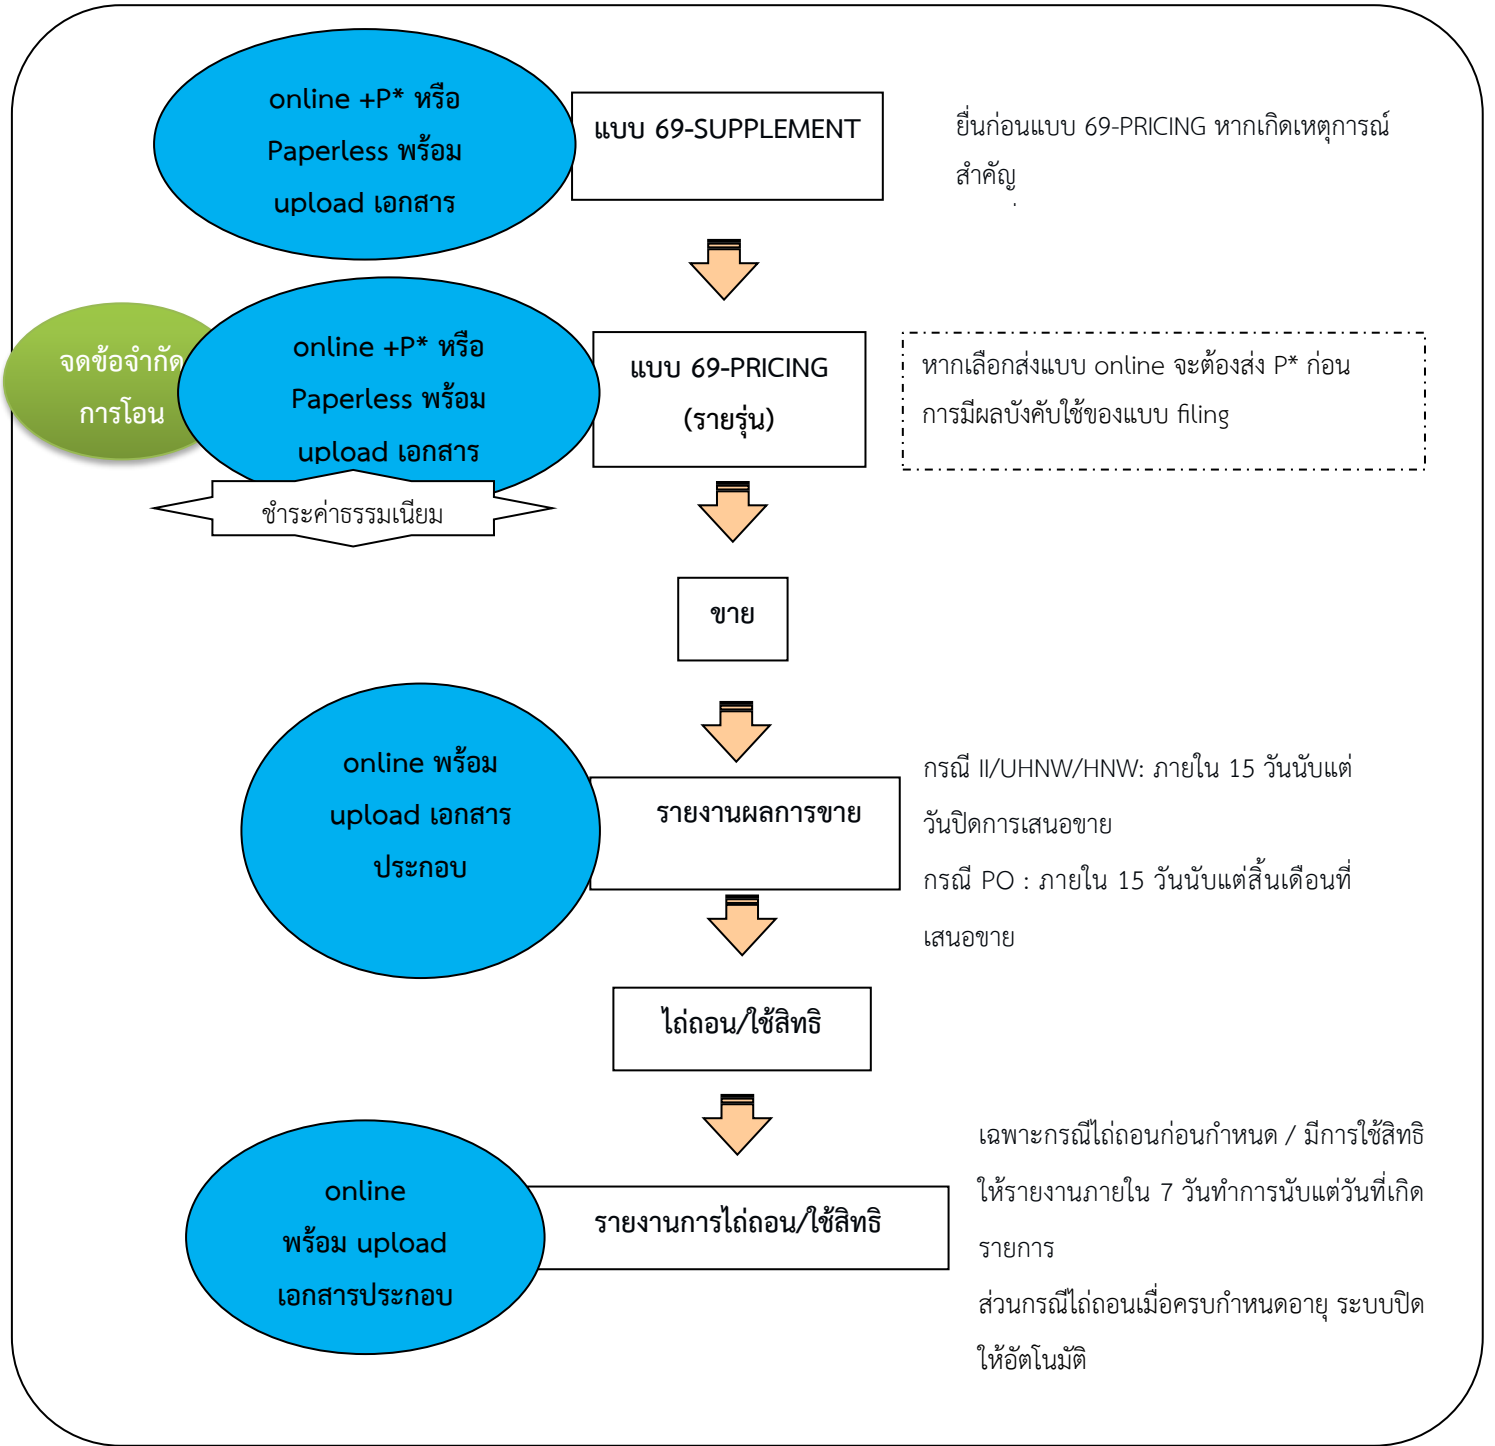 online +P* หรือ
Paperless พร้อม
upload เอกสาร
แบบ 69-SUPPLEMENT
ยื่นก่อนแบบ 69-PRICING หากเกิดเหตุการณ์
สำคัญ
จดข้อจำกัด
การโอน
online +P* หรือ
Paperless พร้อม
upload เอกสาร
แบบ 69-PRICING
(รายรุ่น)
หากเลือกส่งแบบ online จะต้องส่ง P* ก่อน
การมีผลบังคับใช้ของแบบ filing
ชำระค่าธรรมเนียม
ขาย
online พร้อม
upload เอกสาร
ประกอบ
รายงานผลการขาย
กรณี II/UHNW/HNW: ภายใน 15 วันนับแต่
วันปิดการเสนอขาย
กรณี PO : ภายใน 15 วันนับแต่สิ้นเดือนที่
เสนอขาย
ไถ่ถอน/ใช้สิทธิ
online
พร้อม upload
เอกสารประกอบ
รายงานการไถ่ถอน/ใช้สิทธิ
เฉพาะกรณีไถ่ถอนก่อนกำหนด / มีการใช้สิทธิ
ให้รายงานภายใน 7 วันทำการนับแต่วันที่เกิด
รายการ
ส่วนกรณีไถ่ถอนเมื่อครบกำหนดอายุ ระบบปิด
ให้อัตโนมัติ